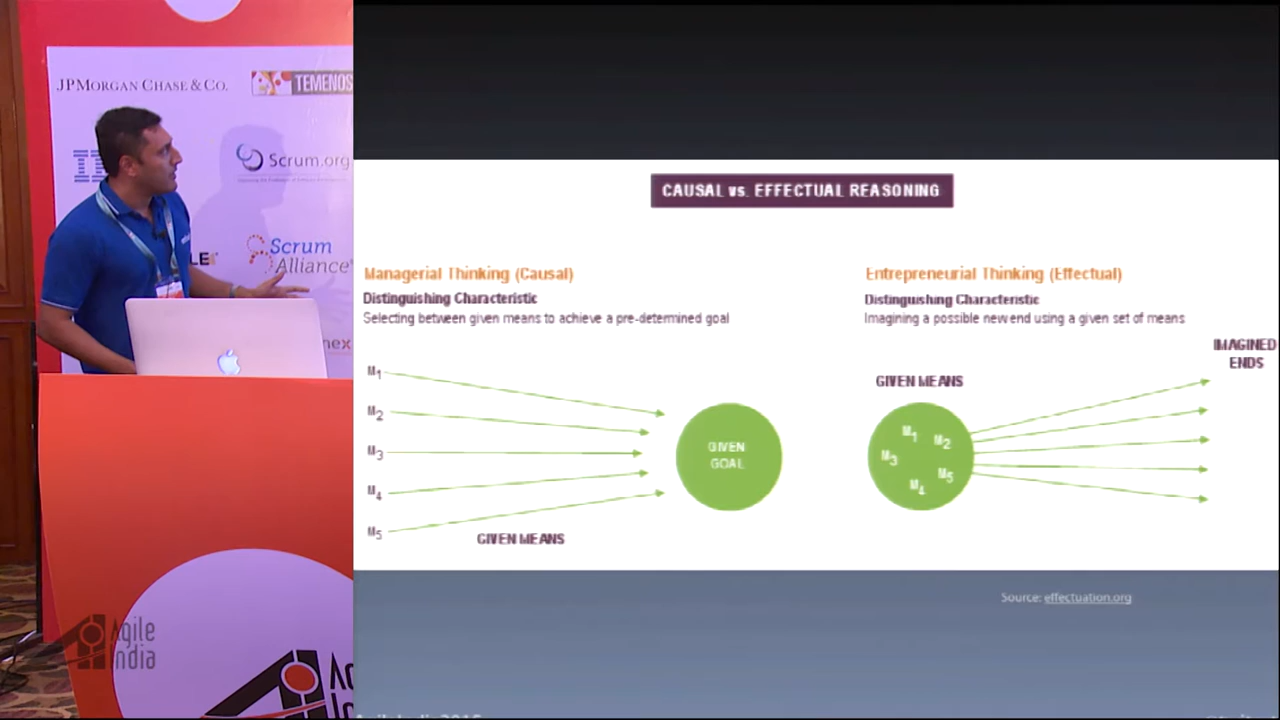 JPMORGAN CHASE & CO.
TEMENOS
Scrum.org
Scrum
Alliance
nex
Agile
India
CAUSAL vs. EFFECTUAL REASONING
Managerial Thinking (Causal)
Distinguishing Characteristic
Selecting between given means to achieve a pre-determined goal
M1
M2
M3
M4
M5
GIVEN
GOAL
GIVEN MEANS
Entrepreneurial Thinking (Effectual)
Distinguishing Characteristic
Imagining a possible new end using a given set of means
IMAGINED
ENDS
GIVEN MEANS
M1
M2
M3
M5
M4
Source: effectuation.org